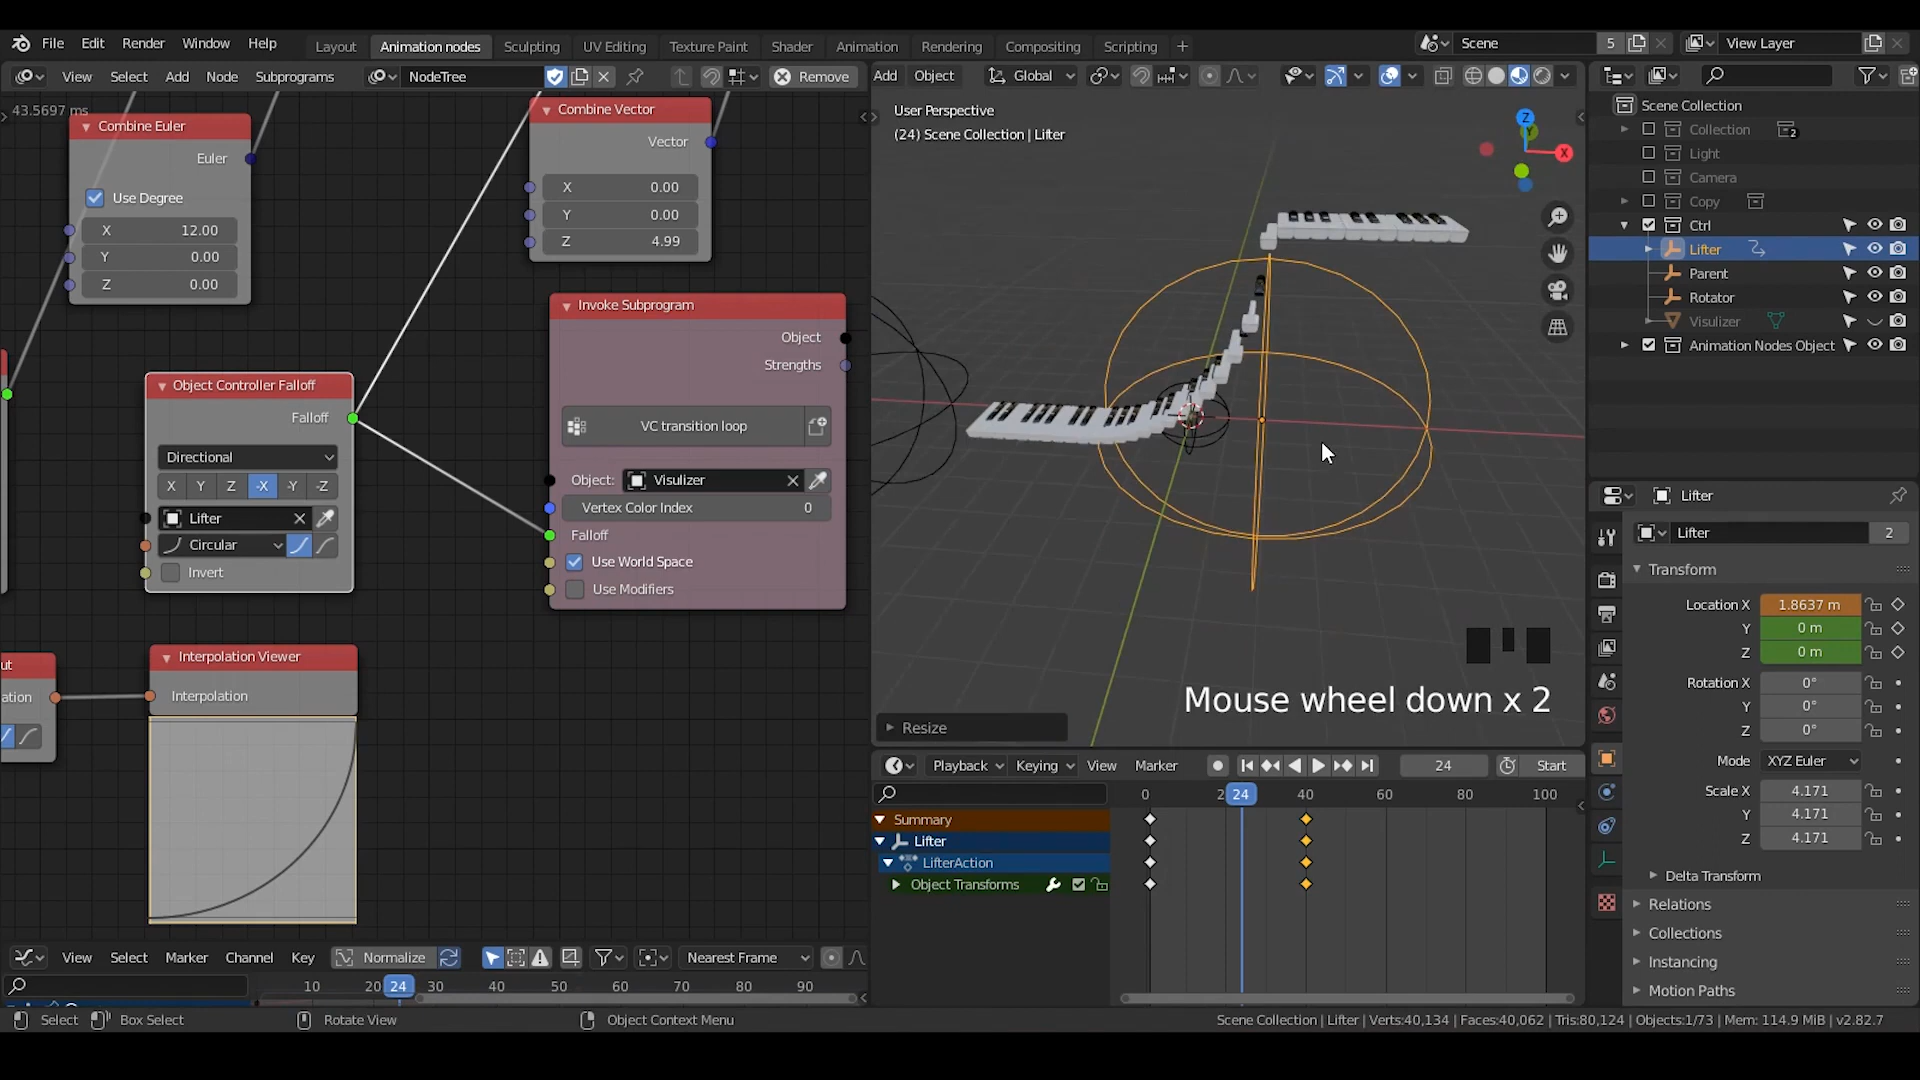 File Edit Render Window Help Layout Animation nodes Sculpting UV Editing Texture Paint Shader Animation Rendering Compositing Scripting Scene 5 View Layer
View Select Add Node Subprograms NodeTree Remove
43.5697 ms
Combine Euler
Euler
Use Degree
X 12.00
Y 0.00
Z 0.00
Combine Vector
Vector
X 0.00
Y 0.00
Z 4.99
Object Controller Falloff
Falloff
Directional
X Y Z -X -Y -Z
Lifter
Circular
Invert
Invoke Subprogram
Object
Strengths
VC transition loop
Object: Visulizer
Vertex Color Index 0
Falloff
Use World Space
Use Modifiers
ut
ation
Interpolation Viewer
Interpolation
View Select Marker Channel Key Normalize Nearest Frame
10 20 24 30 40 50 60 70 80 90
Add Object Global
User Perspective
(24) Scene Collection | Lifter
Z
Y
X
Mouse wheel down x 2
Resize
Playback Keying View Marker 24 Start
0 2 24 40 60 80 100
Summary
Lifter
LifterAction
Object Transforms
Scene Collection
Collection 2
Light
Camera
Copy
Ctrl
Lifter
Parent
Rotator
Visulizer
Animation Nodes Object
Lifter
Lifter 2
Transform
Location X 1.8637 m
Y 0 m
Z 0 m
Rotation X 0°
Y 0°
Z 0°
Mode XYZ Euler
Scale X 4.171
Y 4.171
Z 4.171
Delta Transform
Relations
Collections
Instancing
Motion Paths
Select Box Select Rotate View Object Context Menu Scene Collection | Lifter | Verts:40,134 | Faces:40,062 | Tris:80,124 | Objects:1/73 | Mem: 114.9 MiB | v2.82.7